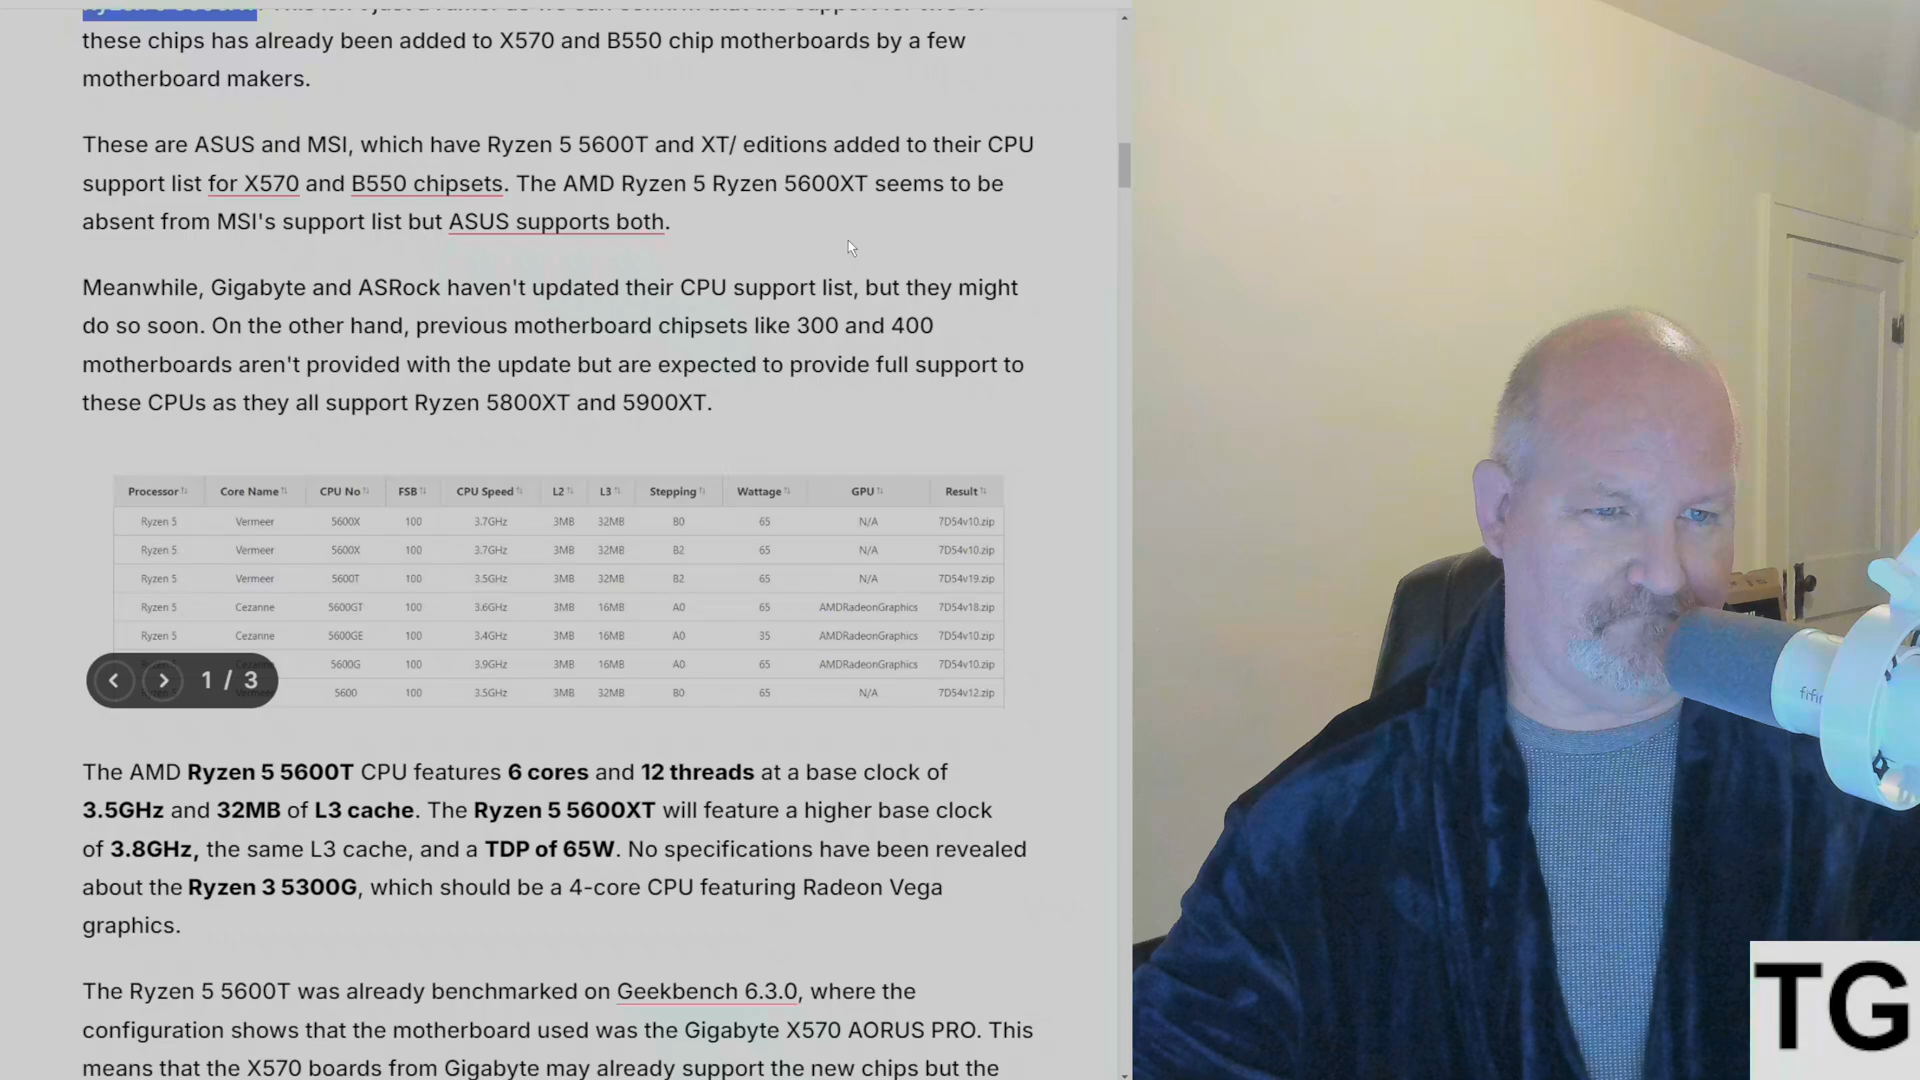 these chips has already been added to X570 and B550 chip motherboards by a few
motherboard makers.
These are ASUS and MSI, which have Ryzen 5 5600T and XT/ editions added to their CPU
support list for X570 and B550 chipsets. The AMD Ryzen 5 Ryzen 5600XT seems to be
absent from MSI's support list but ASUS supports both.
Meanwhile, Gigabyte and ASRock haven't updated their CPU support list, but they might
do so soon. On the other hand, previous motherboard chipsets like 300 and 400
motherboards aren't provided with the update but are expected to provide full support to
these CPUs as they all support Ryzen 5800XT and 5900XT.
Processor Core Name CPU No FSB CPU Speed L2 L3 Stepping Wattage GPU Result
Ryzen 5 Vermeer 5600X 100 3.7GHz 3MB 32MB B0 65 N/A 7D54v10.zip
Ryzen 5 Vermeer 5600X 100 3.7GHz 3MB 32MB B2 65 N/A 7D54v10.zip
Ryzen 5 Vermeer 5600T 100 3.5GHz 3MB 32MB B2 65 N/A 7D54v19.zip
Ryzen 5 Cezanne 5600GT 100 3.6GHz 3MB 16MB A0 65 AMDRadeonGraphics 7D54v18.zip
Ryzen 5 Cezanne 5600GE 100 3.4GHz 3MB 16MB A0 35 AMDRadeonGraphics 7D54v10.zip
Cezanne 5600G 100 3.9GHz 3MB 16MB A0 65 AMDRadeonGraphics 7D54v10.zip
1 / 3
Vermeer 5600 100 3.5GHz 3MB 32MB B0 65 N/A 7D54v12.zip
The AMD Ryzen 5 5600T CPU features 6 cores and 12 threads at a base clock of
3.5GHz and 32MB of L3 cache. The Ryzen 5 5600XT will feature a higher base clock
of 3.8GHz, the same L3 cache, and a TDP of 65W. No specifications have been revealed
about the Ryzen 3 5300G, which should be a 4-core CPU featuring Radeon Vega
graphics.
The Ryzen 5 5600T was already benchmarked on Geekbench 6.3.0, where the
configuration shows that the motherboard used was the Gigabyte X570 AORUS PRO. This
means that the X570 boards from Gigabyte may already support the new chips but the
fifin
TG